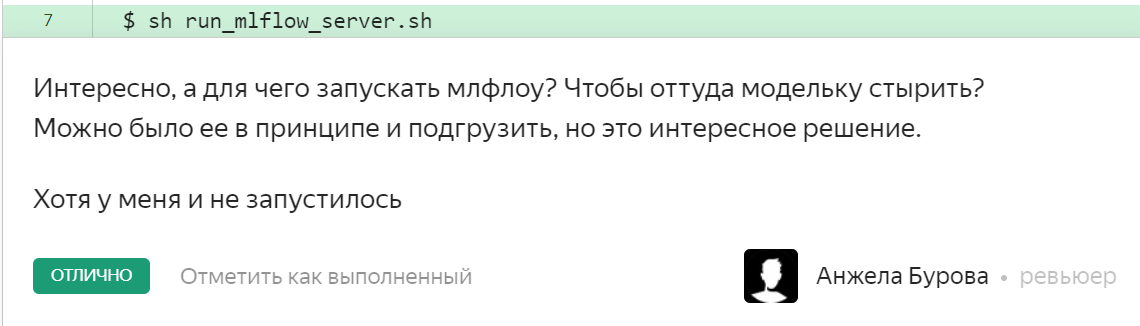 7 $ sh run_mlflow_server.sh
Интересно, а для чего запускать млфлоу? Чтобы оттуда модельку стырить?
Можно было ее в принципе и подгрузить, но это интересное решение.
Хотя у меня и не запустилось
ОТЛИЧНО Отметить как выполненный Анжела Бурова • ревьюер